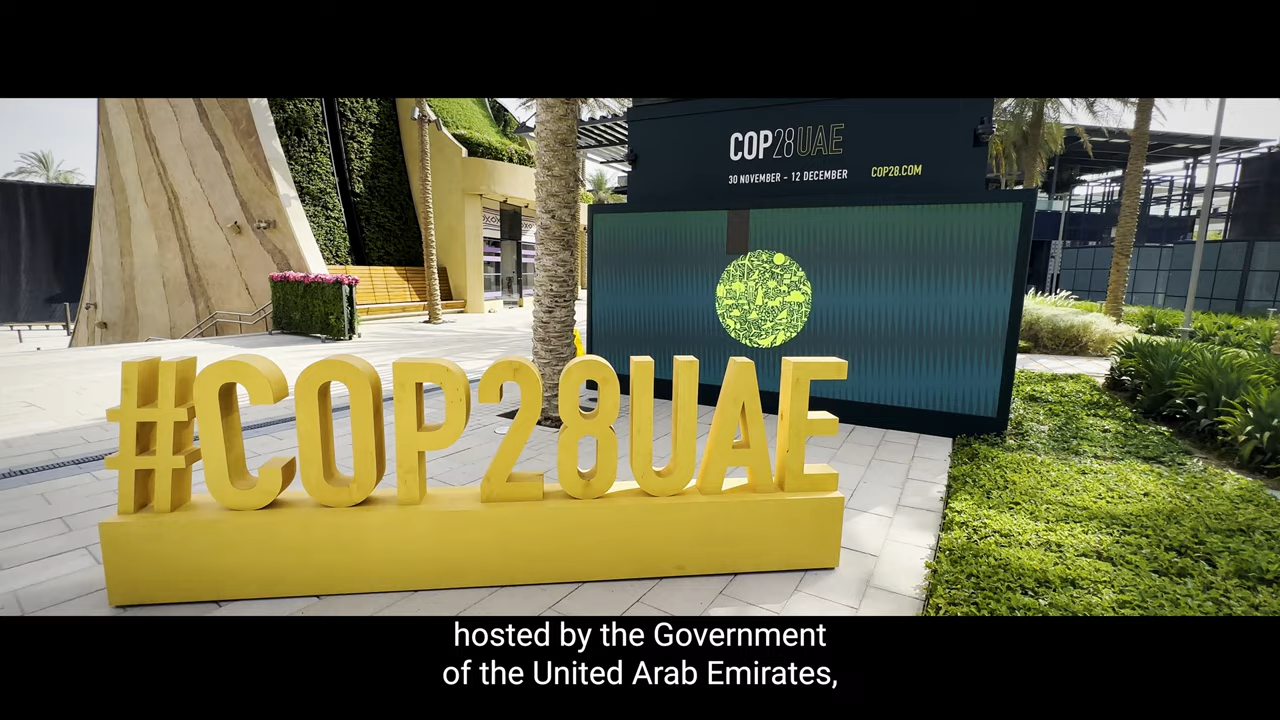 COP28UAE
30 NOVEMBER - 12 DECEMBER COP28.COM
#COP28UAE
hosted by the Government
of the United Arab Emirates,